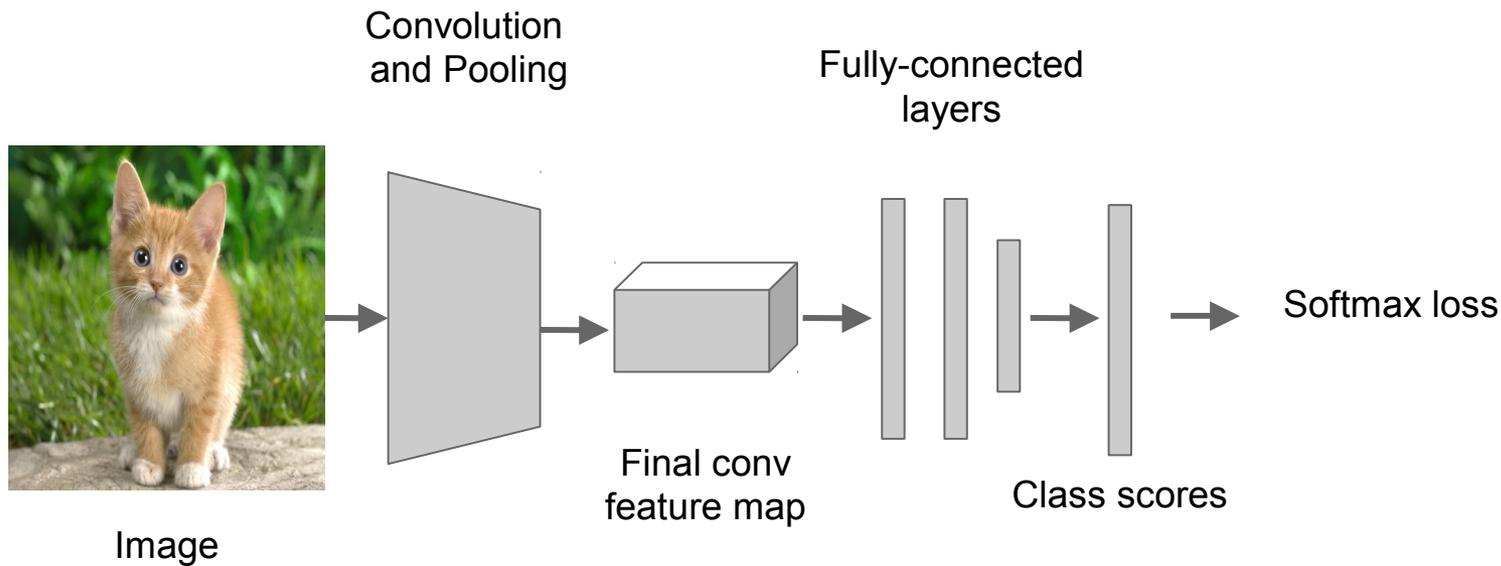 Convolution
and Pooling
Fully-connected
layers
Softmax loss
Final conv
feature map
Class scores
Image